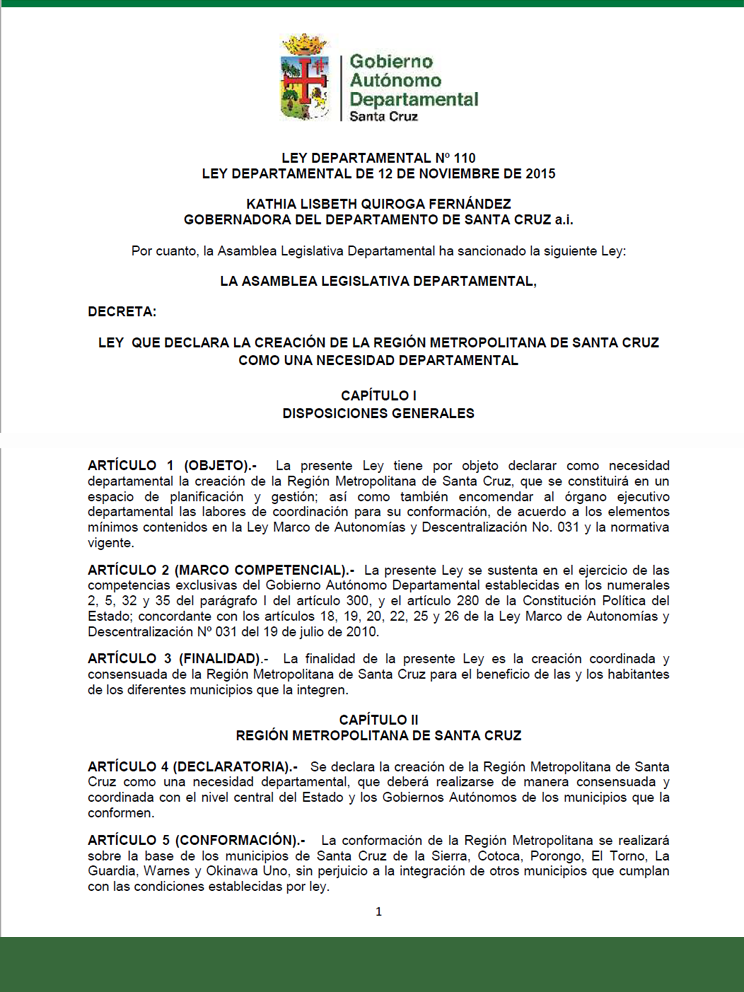 Gobierno
Autónomo
Departamental
Santa Cruz
LEY DEPARTAMENTAL Nº 110
LEY DEPARTAMENTAL DE 12 DE NOVIEMBRE DE 2015
KATHIA LISBETH QUIROGA FERNÁNDEZ
GOBERNADORA DEL DEPARTAMENTO DE SANTA CRUZ a.i.
Por cuanto, la Asamblea Legislativa Departamental ha sancionado la siguiente Ley:
LA ASAMBLEA LEGISLATIVA DEPARTAMENTAL,
DECRETA:
LEY QUE DECLARA LA CREACIÓN DE LA REGIÓN METROPOLITANA DE SANTA CRUZ
COMO UNA NECESIDAD DEPARTAMENTAL
CAPÍTULO I
DISPOSICIONES GENERALES
ARTÍCULO 1 (OBJETO).- La presente Ley tiene por objeto declarar como necesidad
departamental la creación de la Región Metropolitana de Santa Cruz, que se constituirá en un
espacio de planificación y gestión; así como también encomendar al órgano ejecutivo
departamental las labores de coordinación para su conformación, de acuerdo a los elementos
mínimos contenidos en la Ley Marco de Autonomías y Descentralización No. 031 y la normativa
vigente.
ARTÍCULO 2 (MARCO COMPETENCIAL).- La presente Ley se sustenta en el ejercicio de las
competencias exclusivas del Gobierno Autónomo Departamental establecidas en los numerales
2, 5, 32 y 35 del parágrafo I del artículo 300, y el artículo 280 de la Constitución Política del
Estado; concordante con los artículos 18, 19, 20, 22, 25 y 26 de la Ley Marco de Autonomías y
Descentralización Nº 031 del 19 de julio de 2010.
ARTÍCULO 3 (FINALIDAD).- La finalidad de la presente Ley es la creación coordinada y
consensuada de la Región Metropolitana de Santa Cruz para el beneficio de las y los habitantes
de los diferentes municipios que la integren.
CAPÍTULO II
REGIÓN METROPOLITANA DE SANTA CRUZ
ARTÍCULO 4 (DECLARATORIA).- Se declara la creación de la Región Metropolitana de Santa
Cruz como una necesidad departamental, que deberá realizarse de manera consensuada y
coordinada con el nivel central del Estado y los Gobiernos Autónomos de los municipios que la
conformen.
ARTÍCULO 5 (CONFORMACIÓN).- La conformación de la Región Metropolitana se realizará
sobre la base de los municipios de Santa Cruz de la Sierra, Cotoca, Porongo, El Torno, La
Guardia, Warnes y Okinawa Uno, sin perjuicio a la integración de otros municipios que cumplan
con las condiciones establecidas por ley.
1